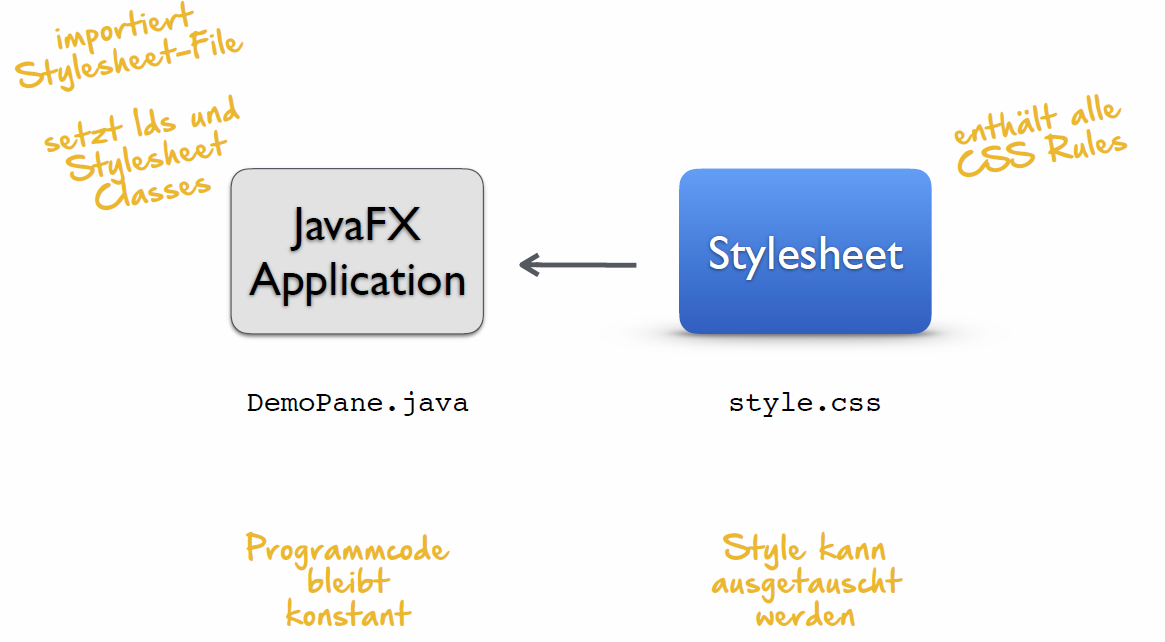 importiert
Stylesheet-File
setzt Ids und
Stylesheet
Classes
JavaFX
Application
DemoPane.java
Programmcode
bleibt
konstant
enthält alle
CSS Rules
Stylesheet
style.css
Style kann
ausgetauscht
werden